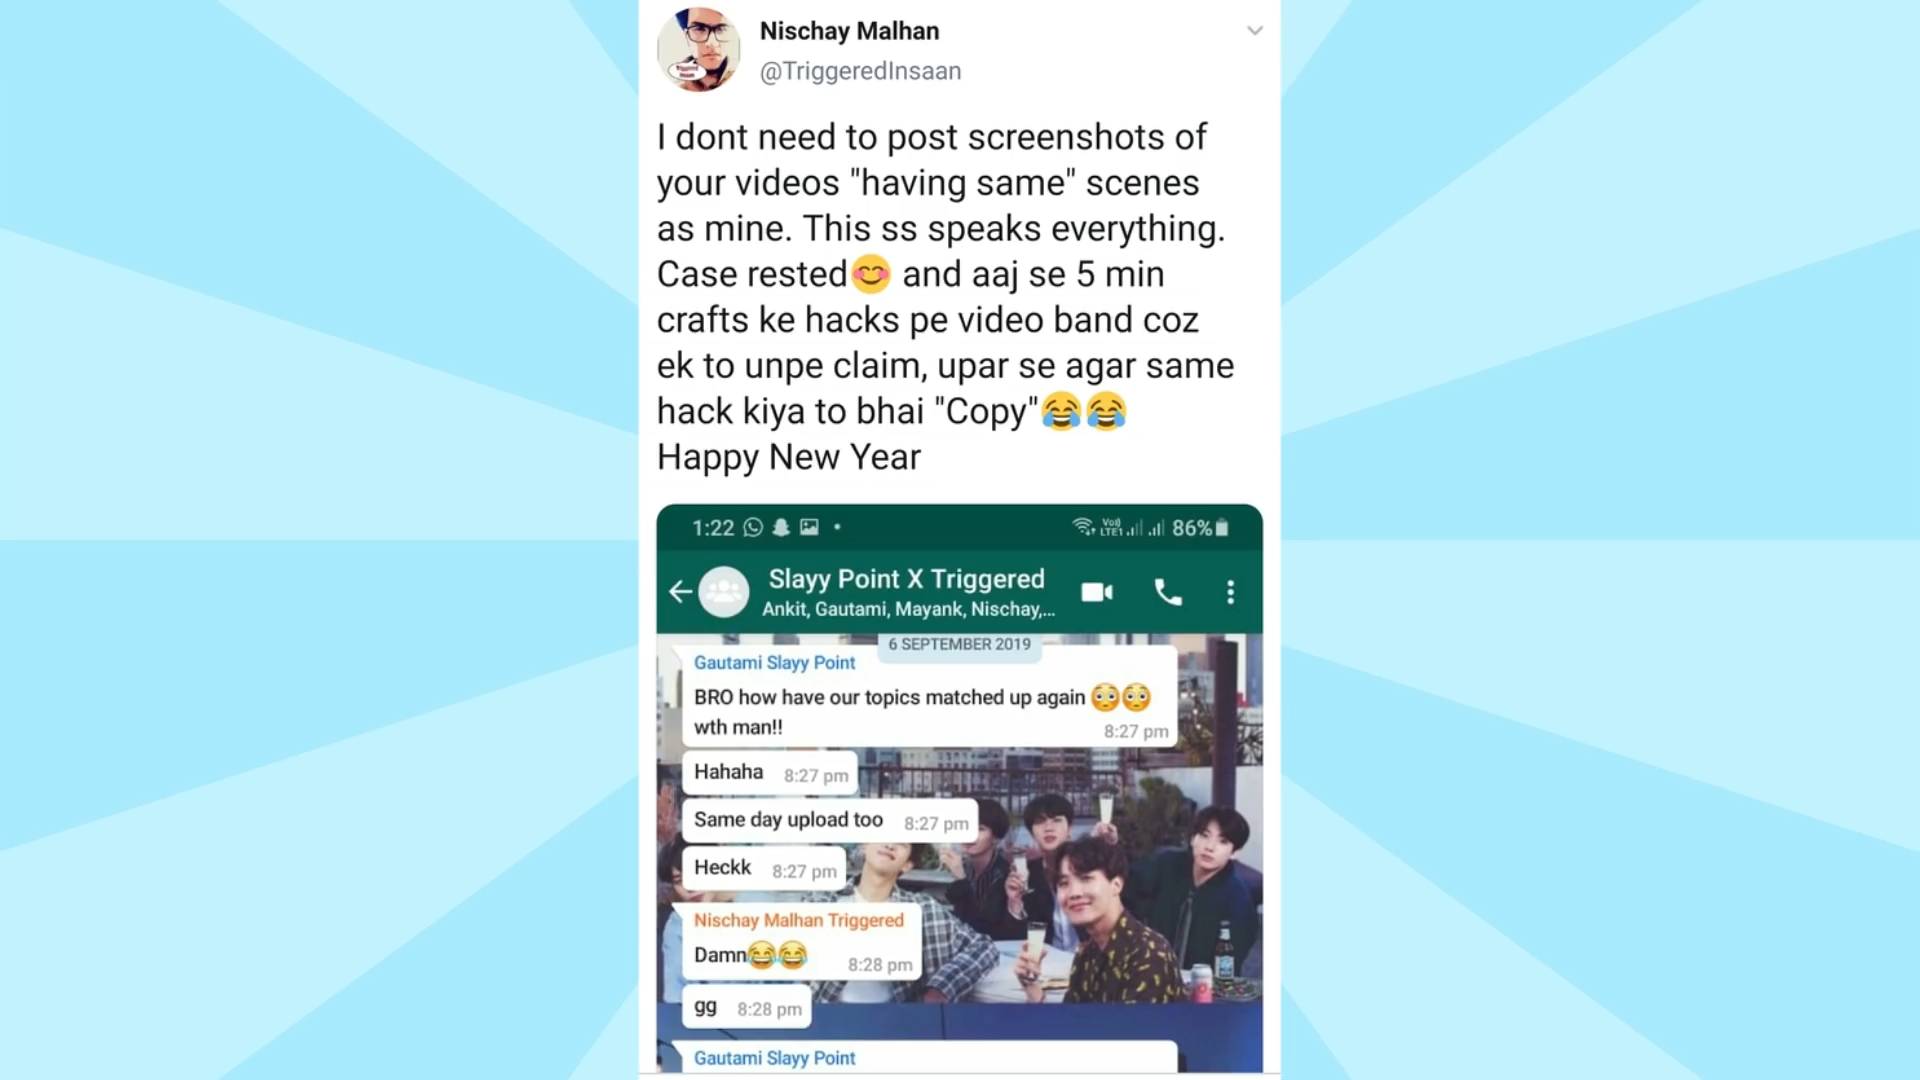 Nischay Malhan
@TriggeredInsaan
I dont need to post screenshots of
your videos "having same" scenes
as mine. This ss speaks everything.
Case rested😊 and aaj se 5 min
crafts ke hacks pe video band coz
ek to unpe claim, upar se agar same
hack kiya to bhai "Copy"😂😂
Happy New Year
1:22 86%
Slayy Point X Triggered
Ankit, Gautami, Mayank, Nischay,...
6 SEPTEMBER 2019
Gautami Slayy Point
BRO how have our topics matched up again 😳😳
wth man!!
8:27 pm
Hahaha 8:27 pm
Same day upload too 8:27 pm
Heckk 8:27 pm
Nischay Malhan Triggered
Damn😂😂 8:28 pm
gg 8:28 pm
Gautami Slayy Point